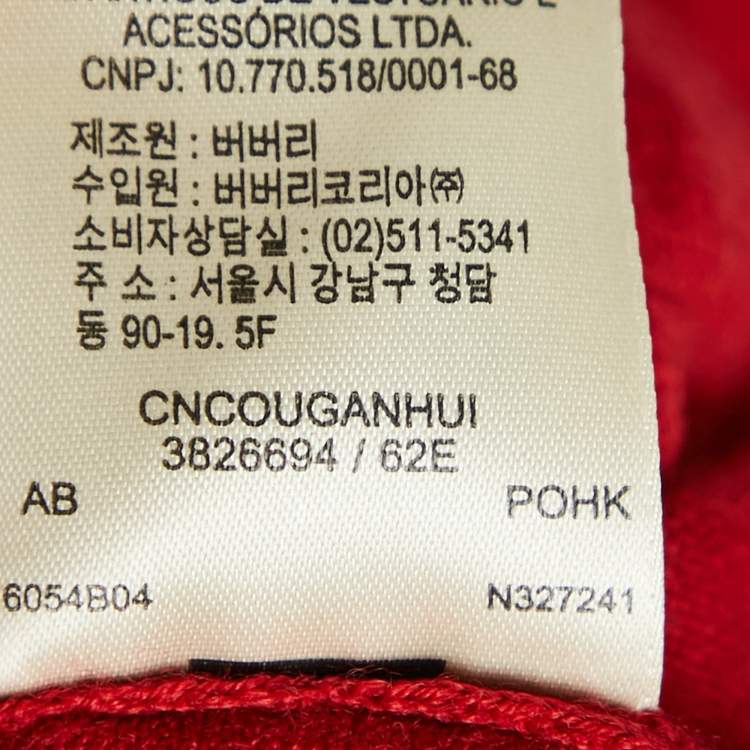 ACESSÓRIOS LTDA.
CNPJ: 10.770.518/0001-68
제조원 : 버버리
수입원 : 버버리코리아㈜
소비자상담실 : (02)511-5341
주 소 : 서울시 강남구 청담
동 90-19. 5F
CNCOUGANHUI
3826694 / 62E
AB POHK
6054B04 N327241